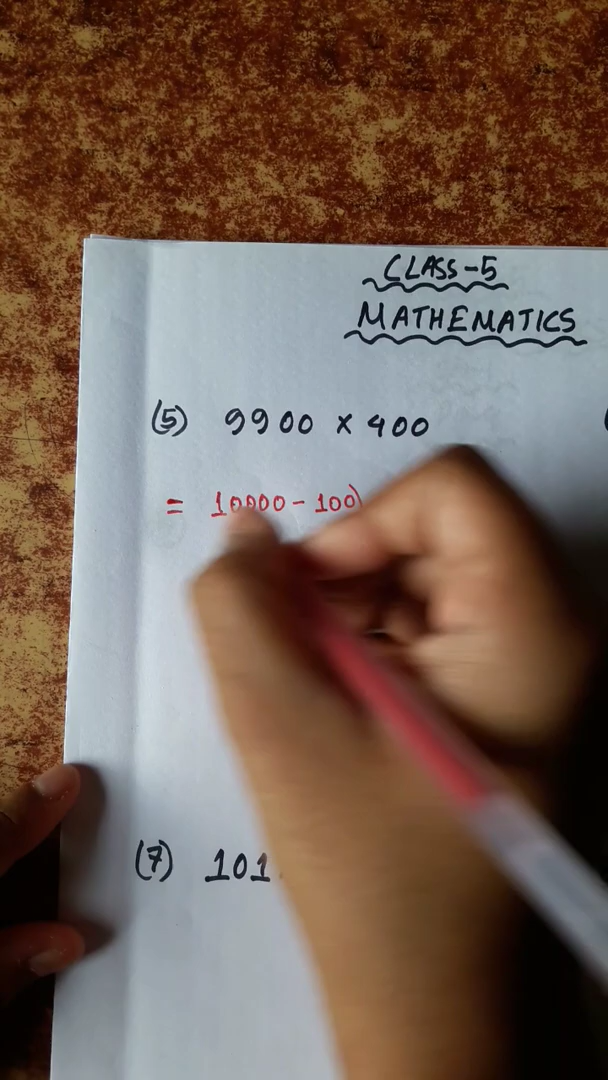 CLASS-5
MATHEMATICS
(5) 9900 × 400
= 10000 - 100)
(7) 101